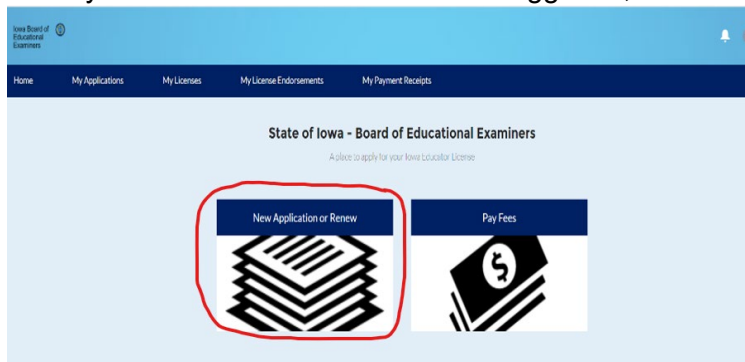 Iowa Board of
Educational
Examiners
Home My Applications My Licenses My License Endorsements My Payment Receipts
State of Iowa - Board of Educational Examiners
A place to apply for your Iowa Educator License
New Application or Renew Pay Fees
$